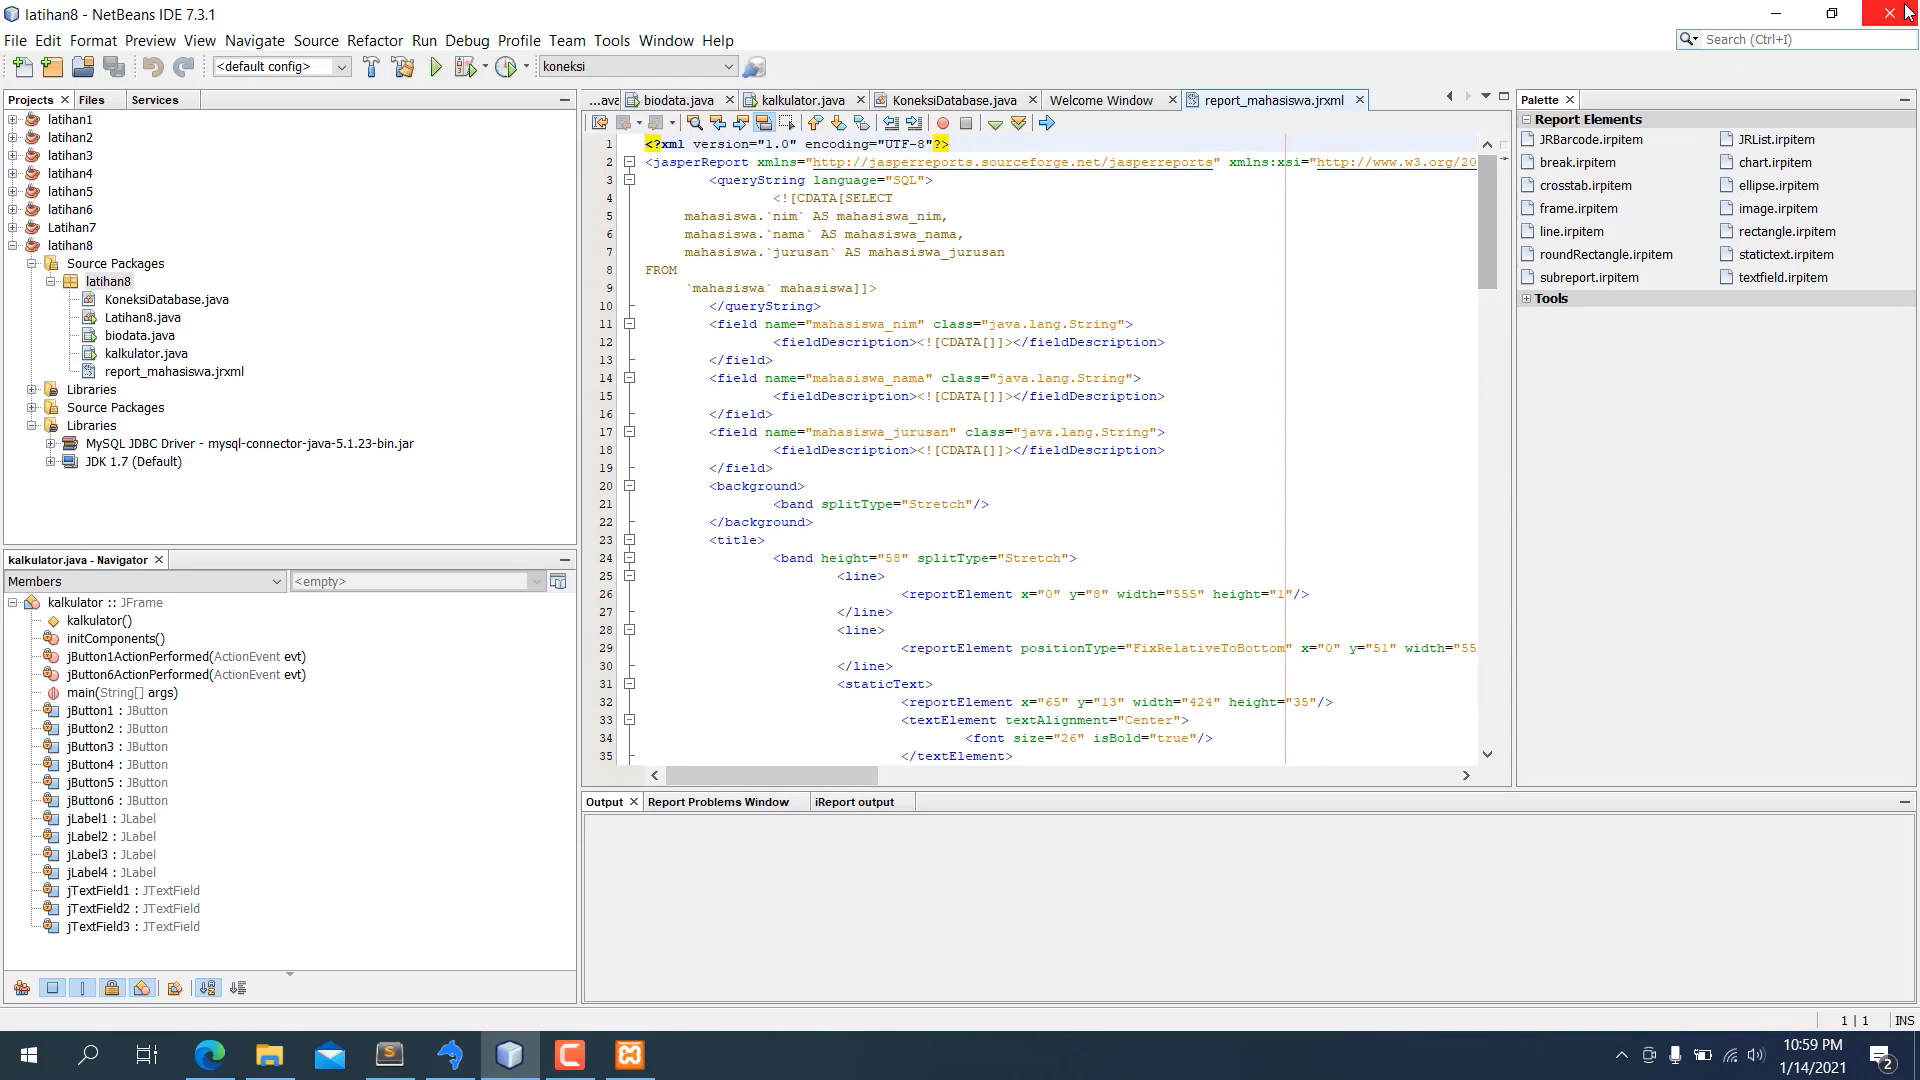 latihan8 - NetBeans IDE 7.3.1
File Edit Format Preview View Navigate Source Refactor Run Debug Profile Team Tools Window Help
Search (Ctrl+I)
<default config>
koneksi
Projects Files Services
latihan1
latihan2
latihan3
latihan4
latihan5
latihan6
Latihan7
latihan8
Source Packages
latihan8
KoneksiDatabase.java
Latihan8.java
biodata.java
kalkulator.java
report_mahasiswa.jrxml
Libraries
Source Packages
Libraries
MySQL JDBC Driver - mysql-connector-java-5.1.23-bin.jar
JDK 1.7 (Default)
kalkulator.java - Navigator
Members <empty>
kalkulator :: JFrame
kalkulator()
initComponents()
jButton1ActionPerformed(ActionEvent evt)
jButton6ActionPerformed(ActionEvent evt)
main(String[] args)
jButton1 : JButton
jButton2 : JButton
jButton3 : JButton
jButton4 : JButton
jButton5 : JButton
jButton6 : JButton
jLabel1 : JLabel
jLabel2 : JLabel
jLabel3 : JLabel
jLabel4 : JLabel
jTextField1 : JTextField
jTextField2 : JTextField
jTextField3 : JTextField
...ava biodata.java kalkulator.java KoneksiDatabase.java Welcome Window report_mahasiswa.jrxml
1 <?xml version="1.0" encoding="UTF-8"?>
2 <jasperReport xmlns="http://jasperreports.sourceforge.net/jasperreports" xmlns:xsi="http://www.w3.org/20
3 <queryString language="SQL">
4 <![CDATA[SELECT
5 mahasiswa.`nim` AS mahasiswa_nim,
6 mahasiswa.`nama` AS mahasiswa_nama,
7 mahasiswa.`jurusan` AS mahasiswa_jurusan
8 FROM
9 `mahasiswa` mahasiswa]]>
10 </queryString>
11 <field name="mahasiswa_nim" class="java.lang.String">
12 <fieldDescription><![CDATA[]]></fieldDescription>
13 </field>
14 <field name="mahasiswa_nama" class="java.lang.String">
15 <fieldDescription><![CDATA[]]></fieldDescription>
16 </field>
17 <field name="mahasiswa_jurusan" class="java.lang.String">
18 <fieldDescription><![CDATA[]]></fieldDescription>
19 </field>
20 <background>
21 <band splitType="Stretch"/>
22 </background>
23 <title>
24 <band height="58" splitType="Stretch">
25 <line>
26 <reportElement x="0" y="8" width="555" height="1"/>
27 </line>
28 <line>
29 <reportElement positionType="FixRelativeToBottom" x="0" y="51" width="55
30 </line>
31 <staticText>
32 <reportElement x="65" y="13" width="424" height="35"/>
33 <textElement textAlignment="Center">
34 <font size="26" isBold="true"/>
35 </textElement>
Output Report Problems Window iReport output
Palette
Report Elements
JRBarcode.irpitem JRList.irpitem
break.irpitem chart.irpitem
crosstab.irpitem ellipse.irpitem
frame.irpitem image.irpitem
line.irpitem rectangle.irpitem
roundRectangle.irpitem statictext.irpitem
subreport.irpitem textfield.irpitem
Tools
1 | 1 INS
10:59 PM
1/14/2021
2